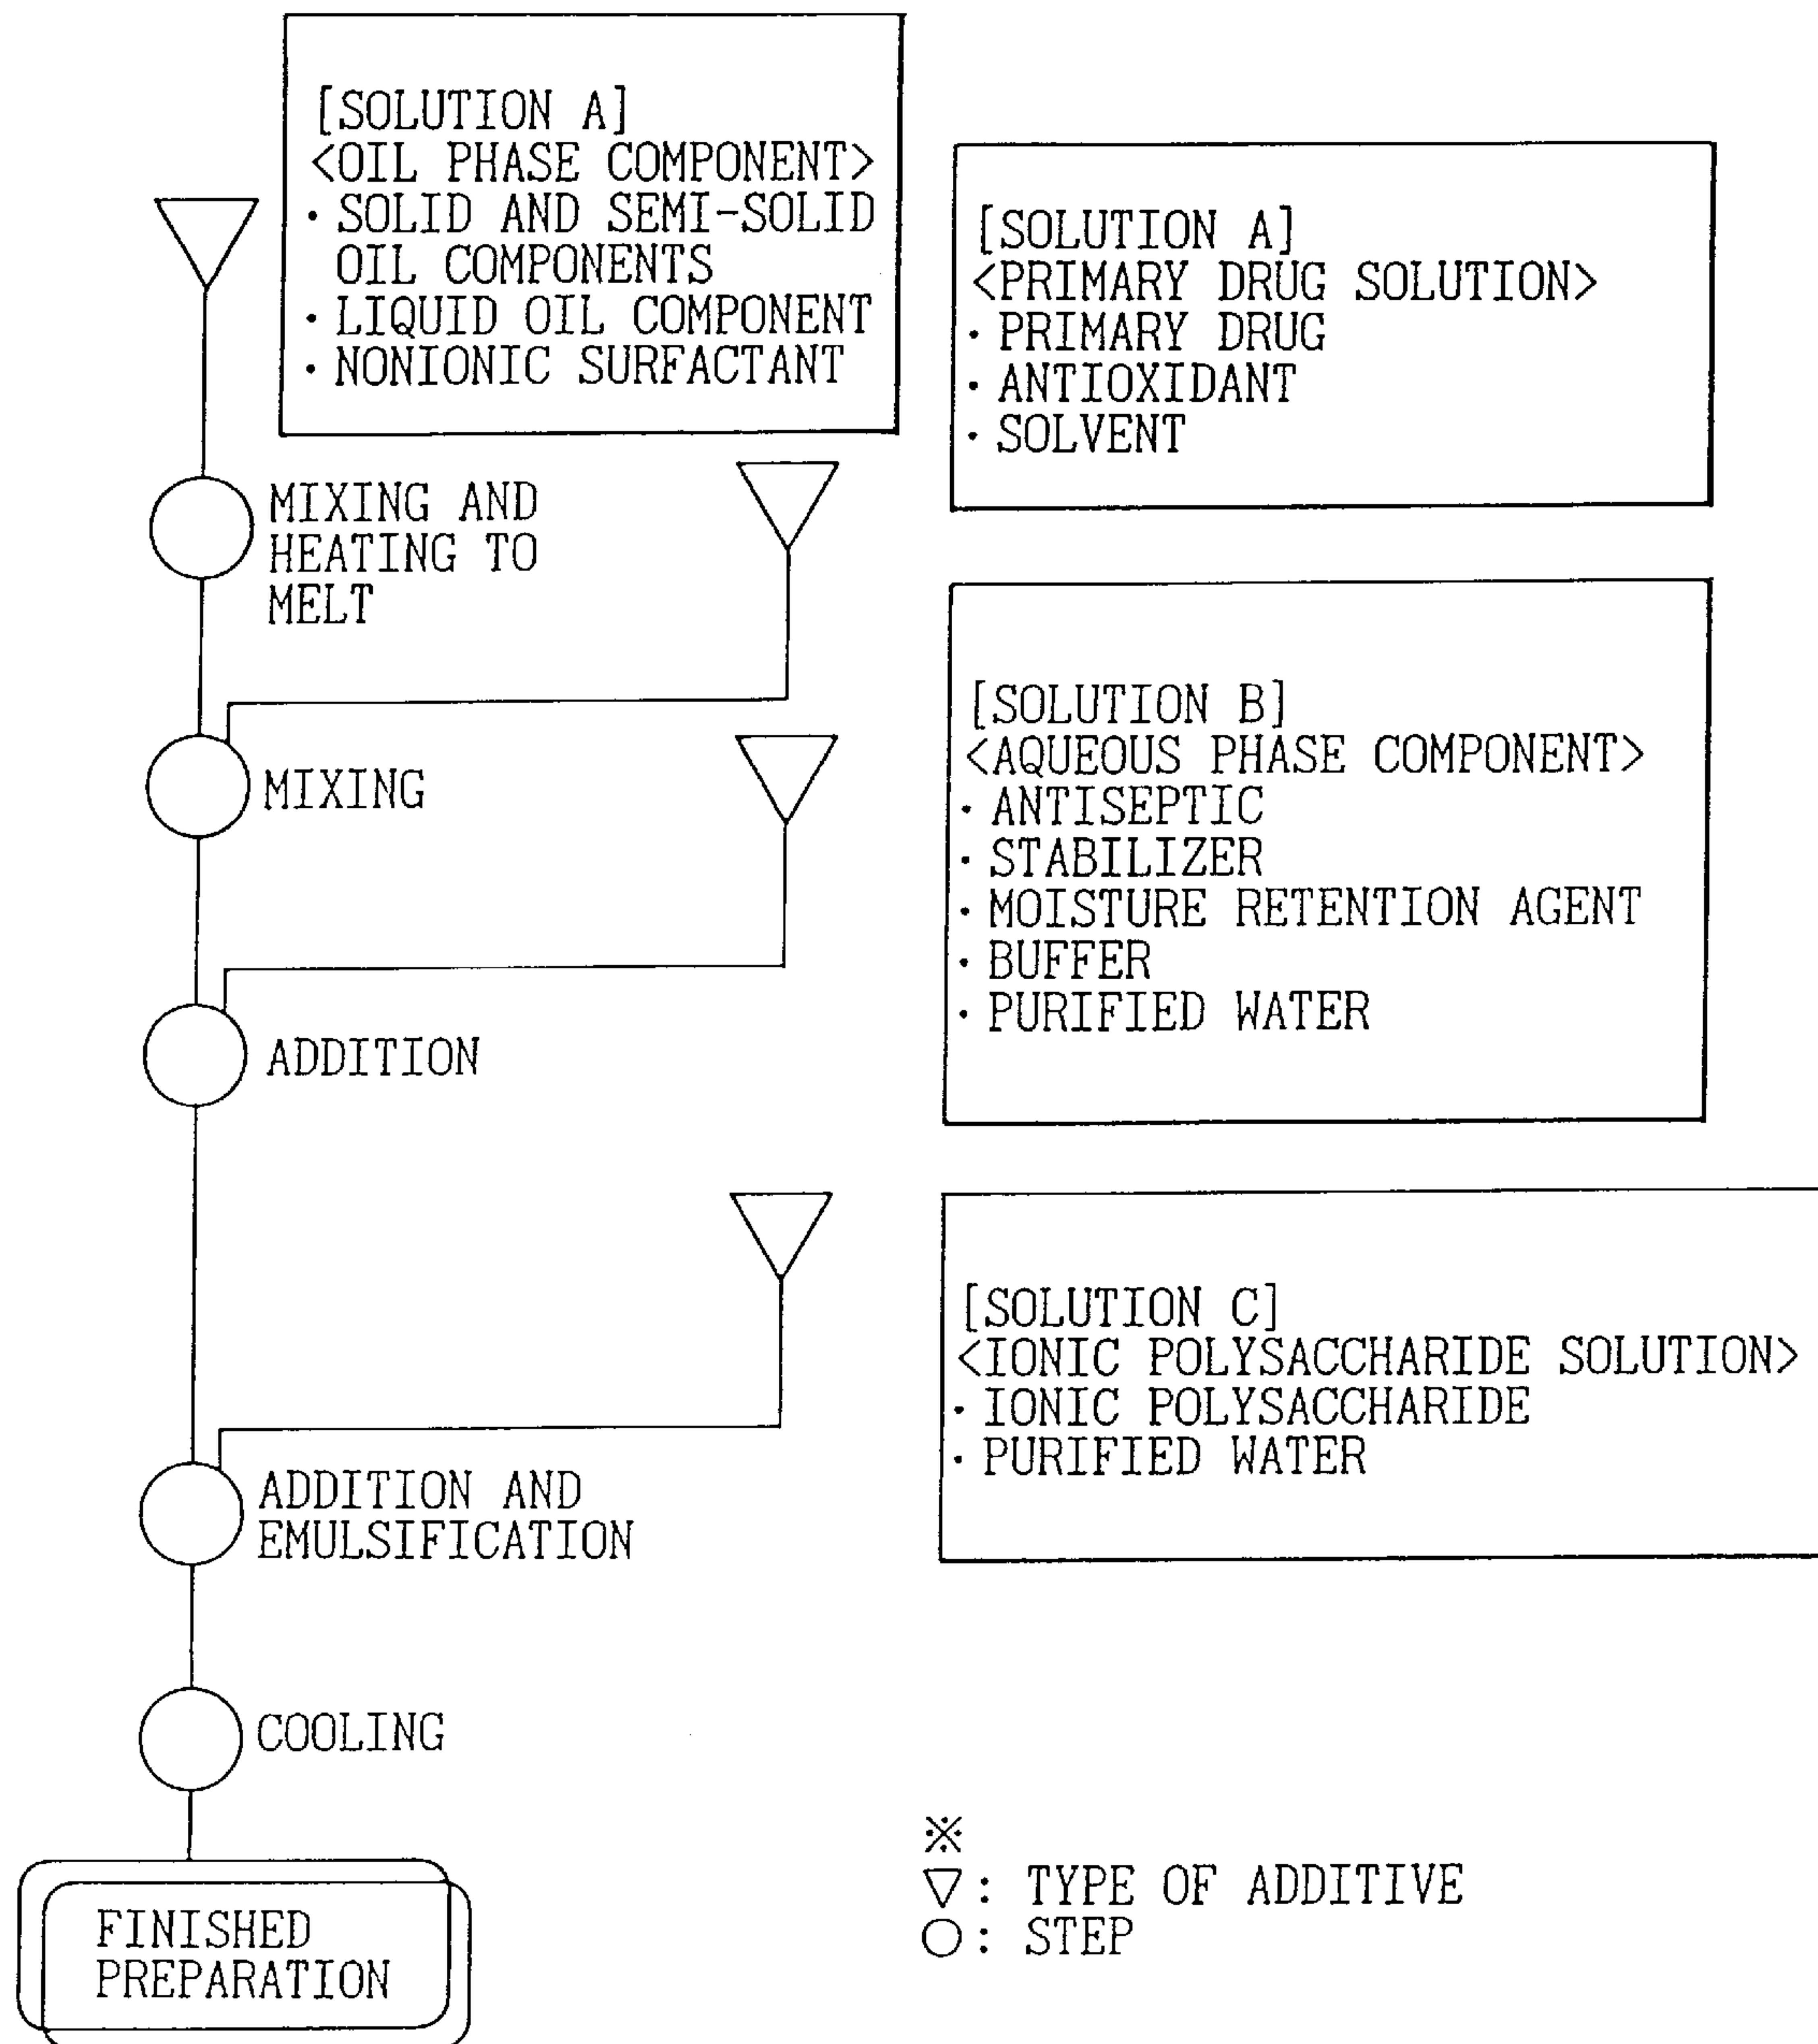 [SOLUTION A]
<OIL PHASE COMPONENT>
· SOLID AND SEMI-SOLID
OIL COMPONENTS
· LIQUID OIL COMPONENT
· NONIONIC SURFACTANT
[SOLUTION A]
<PRIMARY DRUG SOLUTION>
· PRIMARY DRUG
· ANTIOXIDANT
· SOLVENT
MIXING AND
HEATING TO
MELT
[SOLUTION B]
<AQUEOUS PHASE COMPONENT>
· ANTISEPTIC
· STABILIZER
· MOISTURE RETENTION AGENT
· BUFFER
· PURIFIED WATER
MIXING
ADDITION
[SOLUTION C]
<IONIC POLYSACCHARIDE SOLUTION>
· IONIC POLYSACCHARIDE
· PURIFIED WATER
ADDITION AND
EMULSIFICATION
COOLING
FINISHED
PREPARATION
※
▽: TYPE OF ADDITIVE
○: STEP